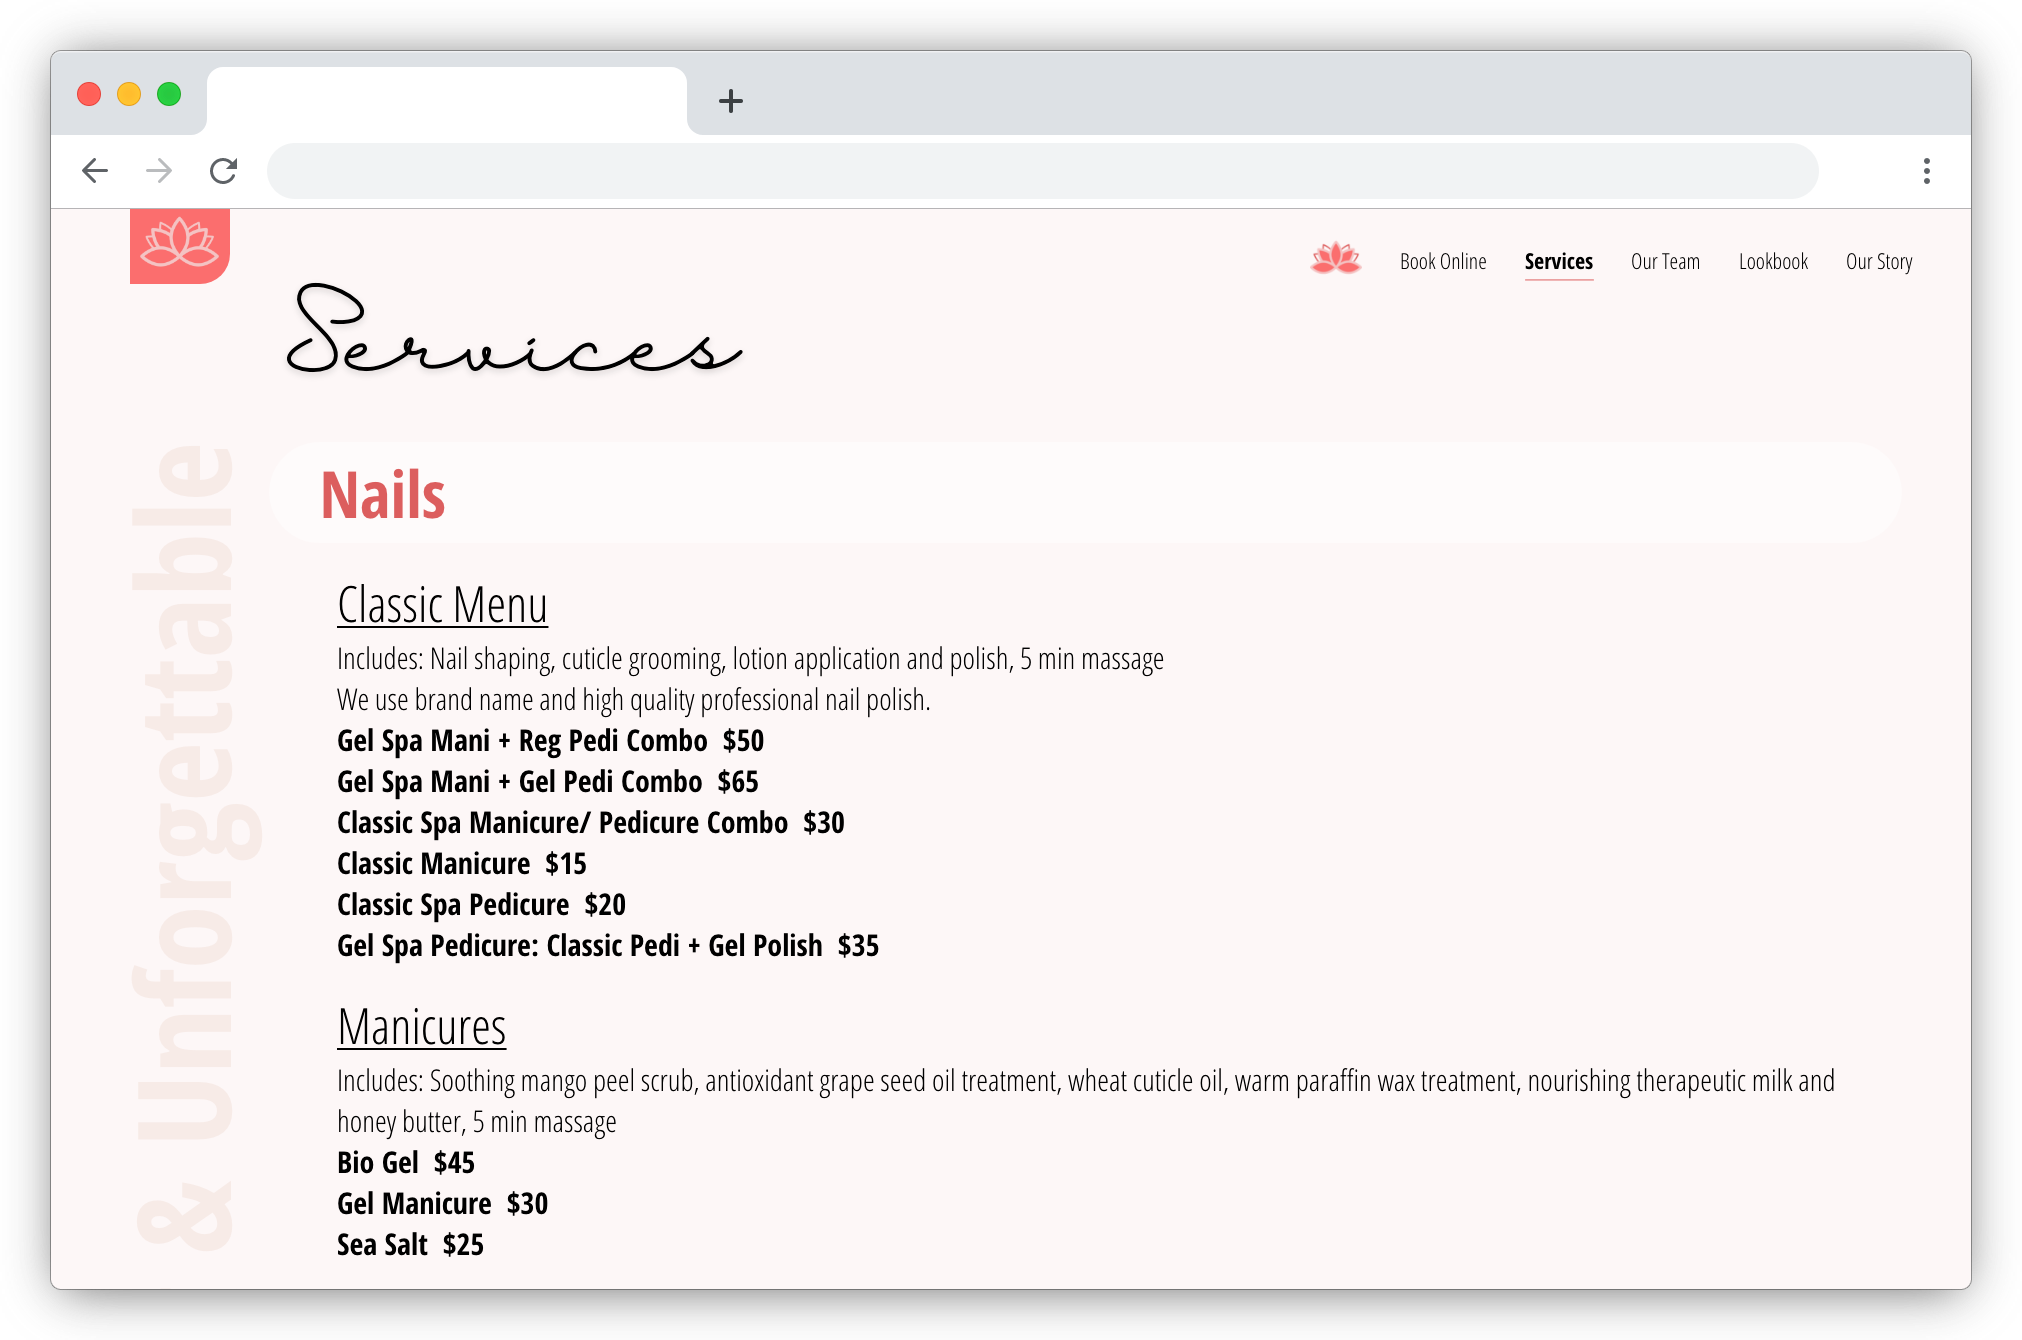 Book Online Services Our Team Lookbook Our Story
Services
& Unforgettable
Nails
Classic Menu
Includes: Nail shaping, cuticle grooming, lotion application and polish, 5 min massage
We use brand name and high quality professional nail polish.
Gel Spa Mani + Reg Pedi Combo $50
Gel Spa Mani + Gel Pedi Combo $65
Classic Spa Manicure/ Pedicure Combo $30
Classic Manicure $15
Classic Spa Pedicure $20
Gel Spa Pedicure: Classic Pedi + Gel Polish $35
Manicures
Includes: Soothing mango peel scrub, antioxidant grape seed oil treatment, wheat cuticle oil, warm paraffin wax treatment, nourishing therapeutic milk and
honey butter, 5 min massage
Bio Gel $45
Gel Manicure $30
Sea Salt $25